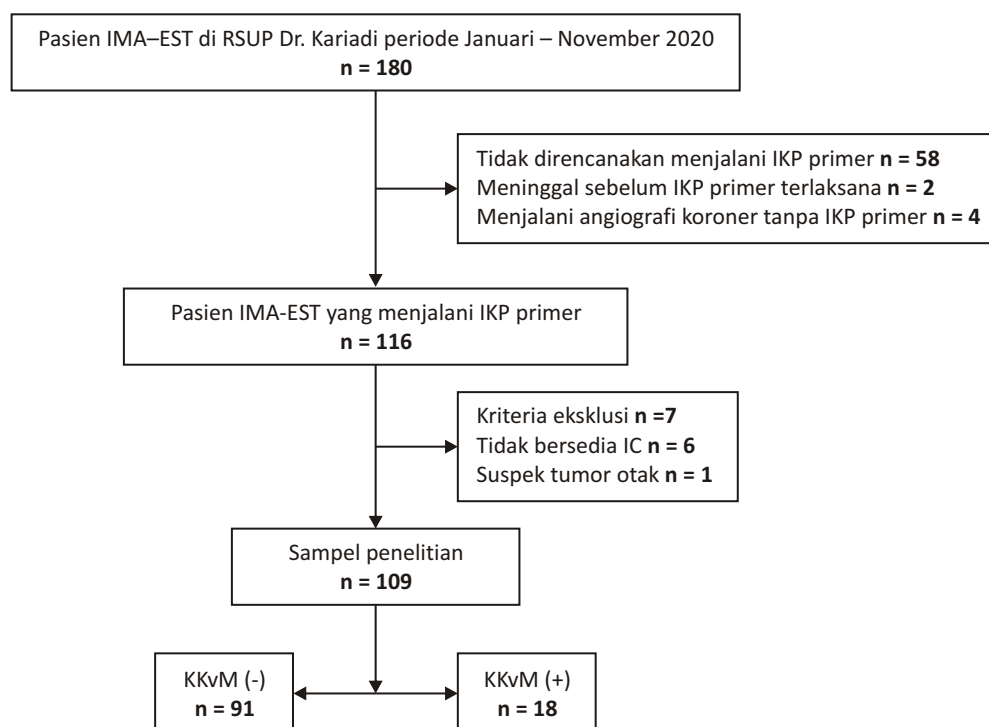 Pasien IMA–EST di RSUP Dr. Kariadi periode Januari – November 2020
n = 180
Tidak direncanakan menjalani IKP primer n = 58
Meninggal sebelum IKP primer terlaksana n = 2
Menjalani angiografi koroner tanpa IKP primer n = 4
Pasien IMA-EST yang menjalani IKP primer
n = 116
Kriteria eksklusi n =7
Tidak bersedia IC n = 6
Suspek tumor otak n = 1
Sampel penelitian
n = 109
KKvM (-)
n = 91
KKvM (+)
n = 18